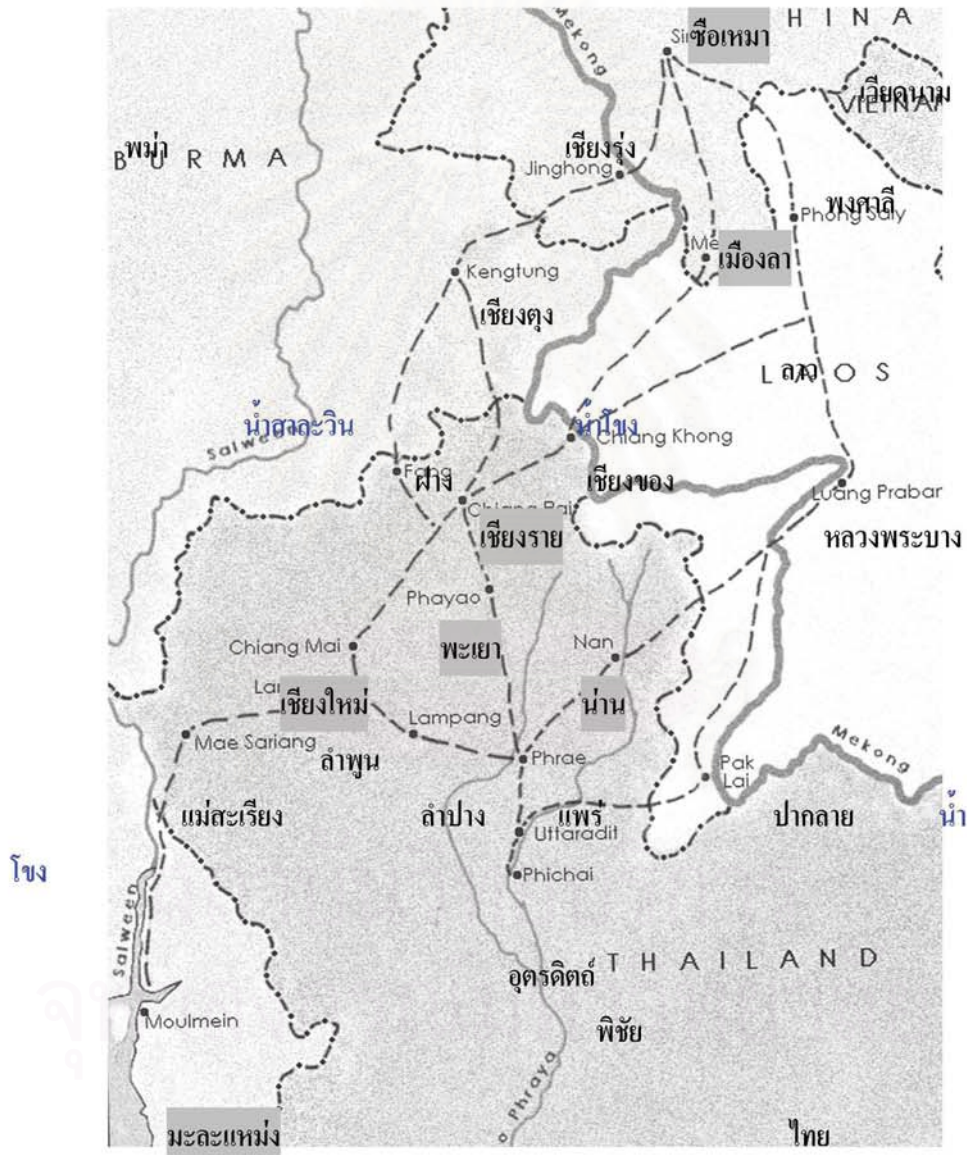 HINA
ซือเหมา
Mekong
เวียดนาม
พม่า
BURMA
เชียงรุ่ง
Jinghong
พงศาลี
Phong Saly
เมืองลา
Kengtung
เชียงตุง
ลาว
น้ำสาละวิน
Salween
น้ำโขง
Chiang Khong
ฝาง
เชียงของ
Luang Prabar
เชียงราย
หลวงพระบาง
Phayao
Chiang Mai
พะเยา
Nan
เชียงใหม่
น่าน
Lampang
Mae Sariang
ลำพูน
Phrae
Mekong
Pak
Lai
แม่สะเรียง
ลำปาง
แพร่
ปากลาย
น้ำ
Uttaradit
โขง
Phichai
Salween
THAILAND
อุตรดิตถ์
Moulmein
พิชัย
Phraya
มะละแหม่ง
ไทย